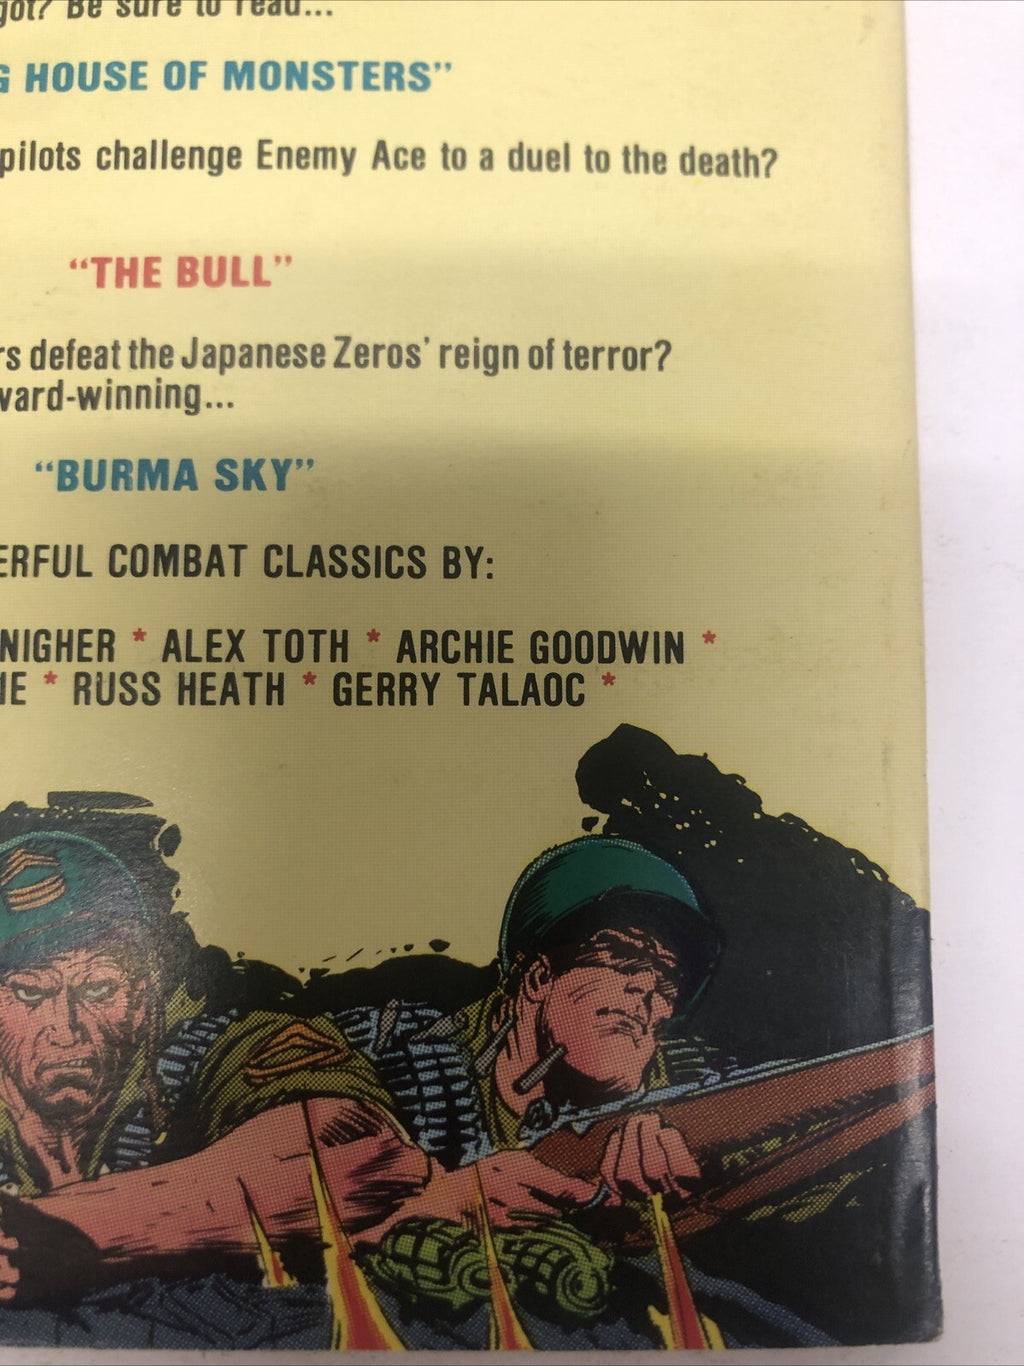 got? Be sure to read...
HOUSE OF MONSTERS”
pilots challenge Enemy Ace to a duel to the death?
“THE BULL”
rs defeat the Japanese Zeros’ reign of terror?
ward-winning...
“BURMA SKY”
ERFUL COMBAT CLASSICS BY:
NIGHER * ALEX TOTH * ARCHIE GOODWIN *
* RUSS HEATH * GERRY TALAOC *